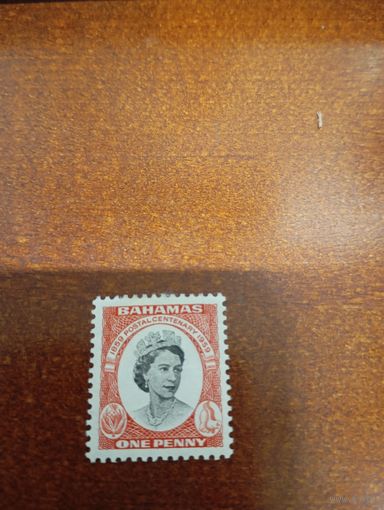 BAHAMAS
1859 POSTAL CENTENARY 1959
ONE PENNY